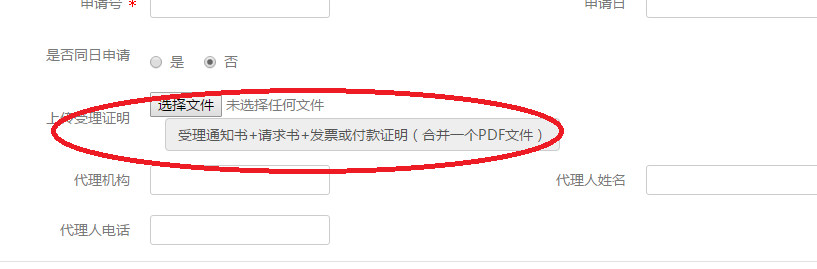 申请号 * 申请日
是否同日申请 是 否
上传受理证明 选择文件 未选择任何文件
受理通知书+请求书+发票或付款证明（合并一个PDF文件）
代理机构 代理人姓名
代理人电话